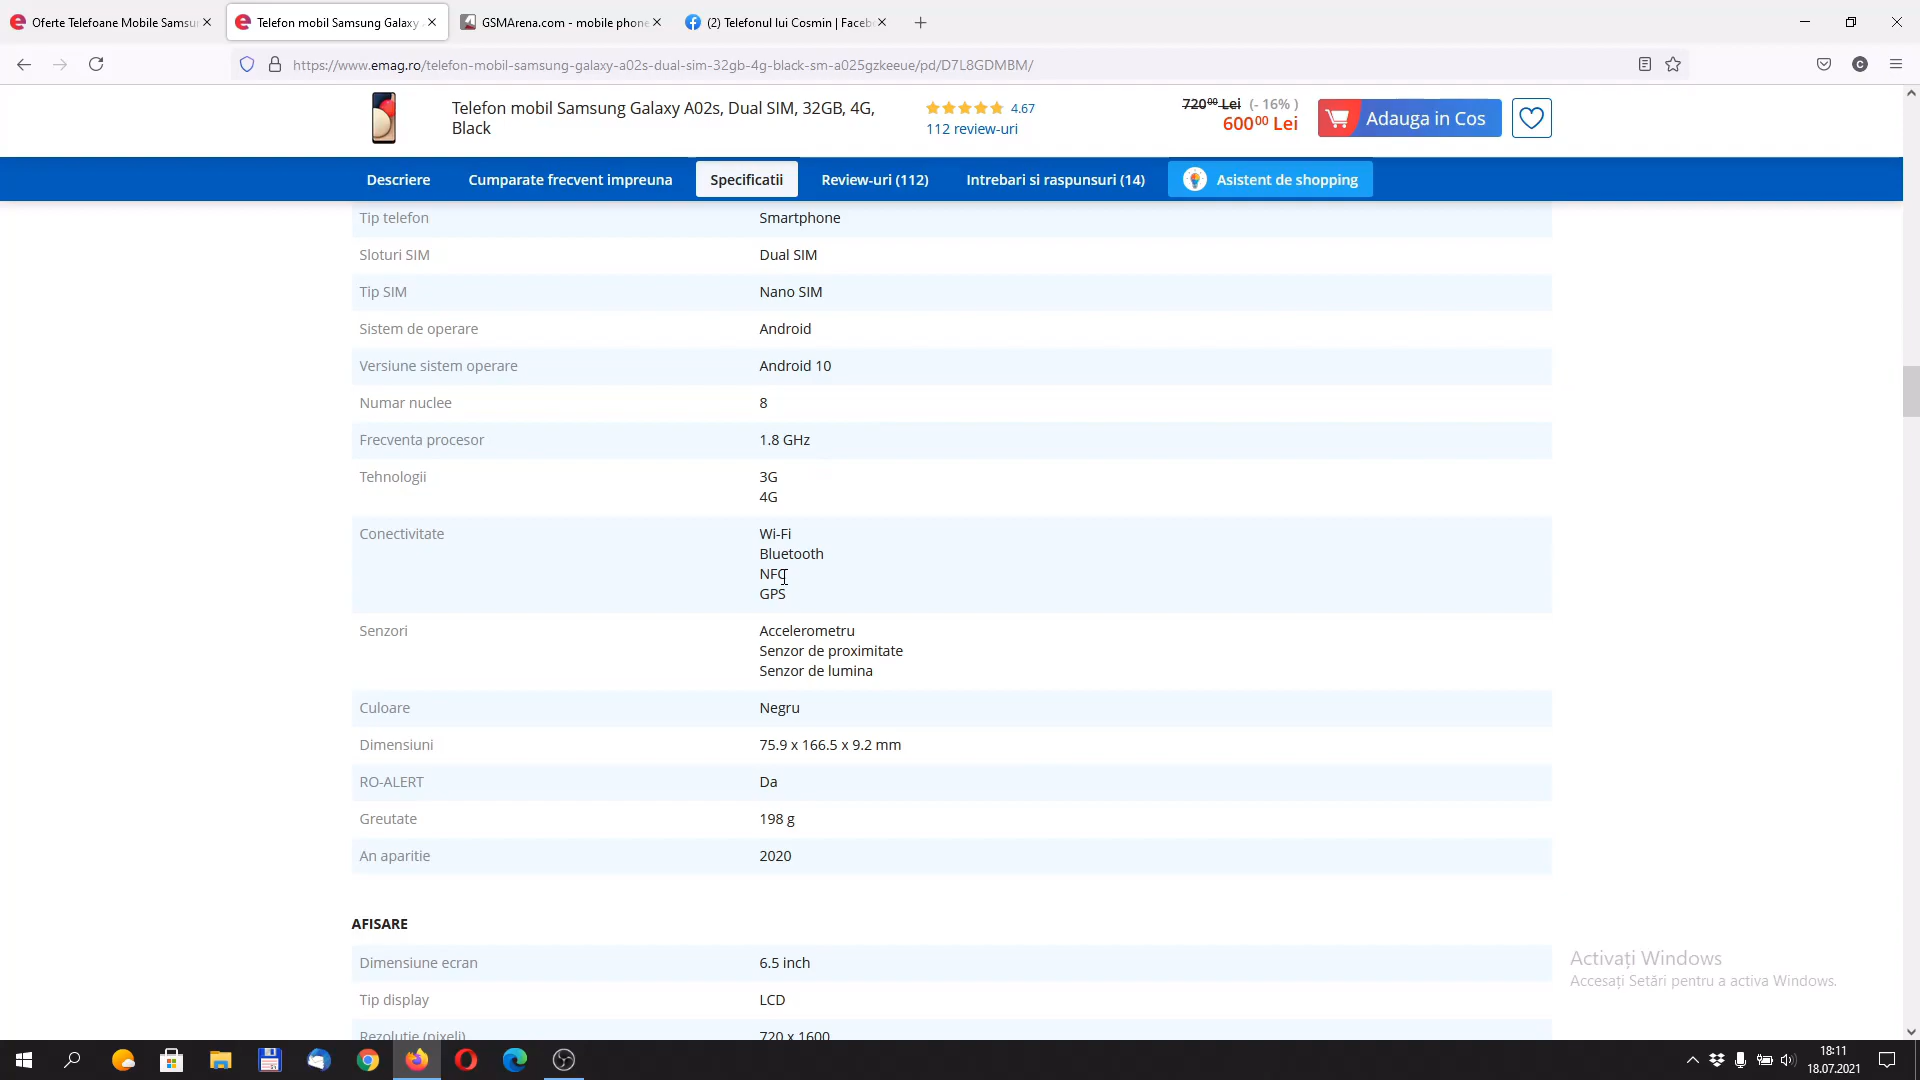 Oferte Telefoane Mobile Samsu
Telefon mobil Samsung Galaxy
GSMArena.com - mobile phone
(2) Telefonul lui Cosmin | Faceb
https://www.emag.ro/telefon-mobil-samsung-galaxy-a02s-dual-sim-32gb-4g-black-sm-a025gzkeeue/pd/D7L8GDMBM/
C
Telefon mobil Samsung Galaxy A02s, Dual SIM, 32GB, 4G,
Black
4.67
112 review-uri
720⁰⁰ Lei (- 16% )
600⁰⁰ Lei
Adauga in Cos
Descriere Cumparate frecvent impreuna Specificatii Review-uri (112) Intrebari si raspunsuri (14) Asistent de shopping
Tip telefon Smartphone
Sloturi SIM Dual SIM
Tip SIM Nano SIM
Sistem de operare Android
Versiune sistem operare Android 10
Numar nuclee 8
Frecventa procesor 1.8 GHz
Tehnologii 3G
4G
Conectivitate Wi-Fi
Bluetooth
NFC
GPS
Senzori Accelerometru
Senzor de proximitate
Senzor de lumina
Culoare Negru
Dimensiuni 75.9 x 166.5 x 9.2 mm
RO-ALERT Da
Greutate 198 g
An aparitie 2020
AFISARE
Dimensiune ecran 6.5 inch
Tip display LCD
Rezolutie (pixeli) 720 x 1600
Activați Windows
Accesați Setări pentru a activa Windows.
18:11
18.07.2021